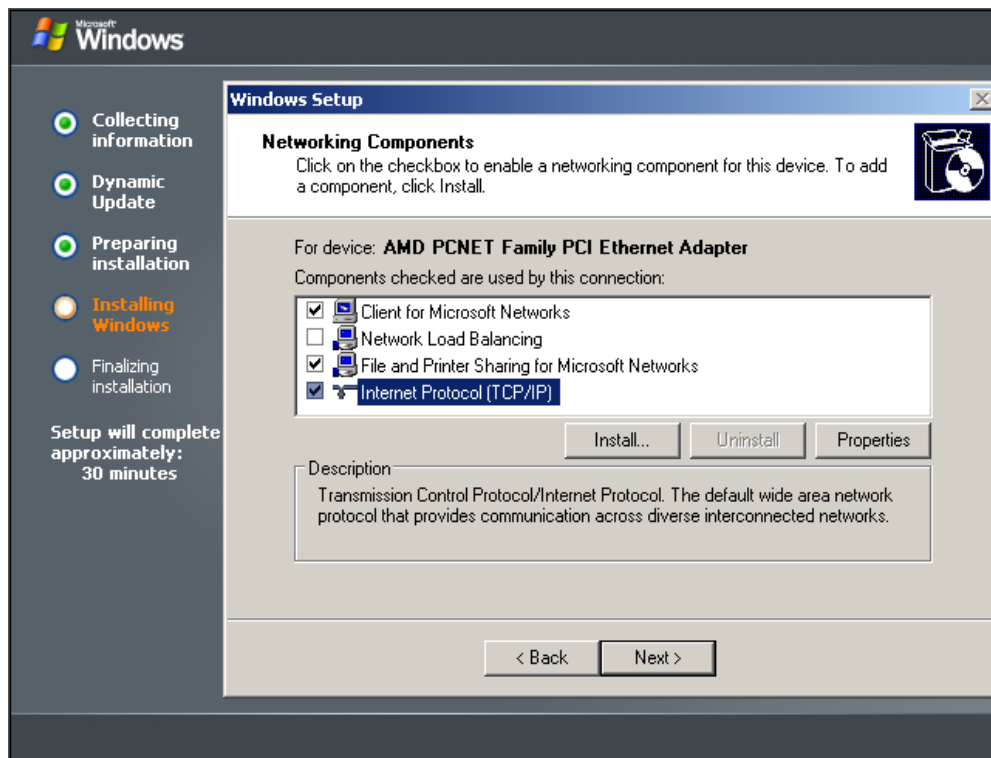 Microsoft
Windows
Collecting
information
Dynamic
Update
Preparing
installation
Installing
Windows
Finalizing
installation
Setup will complete
approximately:
30 minutes
Windows Setup
Networking Components
Click on the checkbox to enable a networking component for this device. To add
a component, click Install.
For device: AMD PCNET Family PCI Ethernet Adapter
Components checked are used by this connection:
Client for Microsoft Networks
Network Load Balancing
File and Printer Sharing for Microsoft Networks
Internet Protocol (TCP/IP)
Install...
Uninstall
Properties
Description
Transmission Control Protocol/Internet Protocol. The default wide area network
protocol that provides communication across diverse interconnected networks.
< Back
Next >